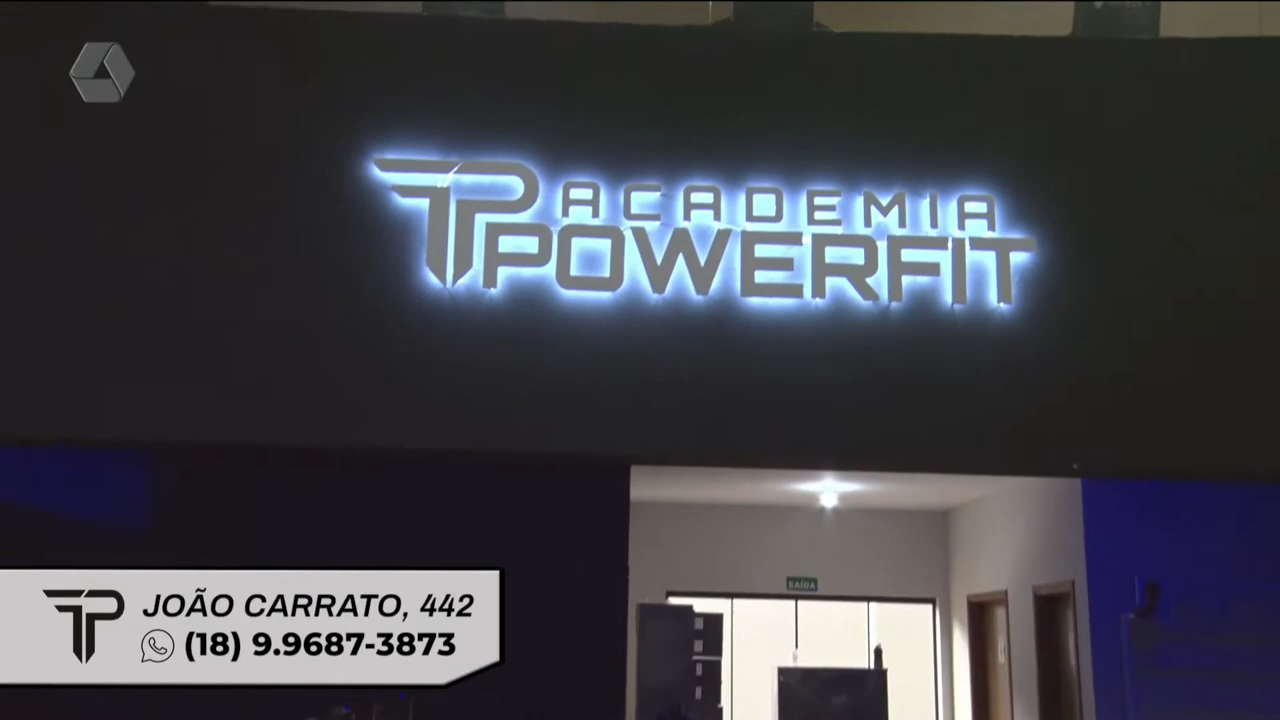 ACADEMIA
POWERFIT
SAÍDA
JOÃO CARRATO, 442
(18) 9.9687-3873